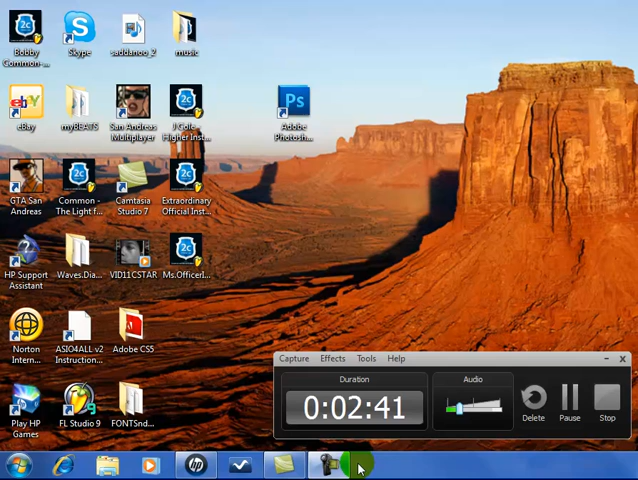 Bobby
Common-...
Skype
saddanoo_2
music
eBay
myBEATS
San Andreas
Multiplayer
J Cole -
Higher Inst...
Adobe
Photosh...
Ps
GTA San
Andreas
Common -
The Light f...
Camtasia
Studio 7
Extraordinary
Official Inst...
HP Support
Assistant
Waves.Dia...
VID11CSTAR
Ms.OfficerI...
Norton
Intern...
ASIO4ALL v2
Instruction...
Adobe CS5
Play HP
Games
FL Studio 9
FONTSnd...
Capture Effects Tools Help
Duration
0:02:41
Audio
Delete Pause Stop